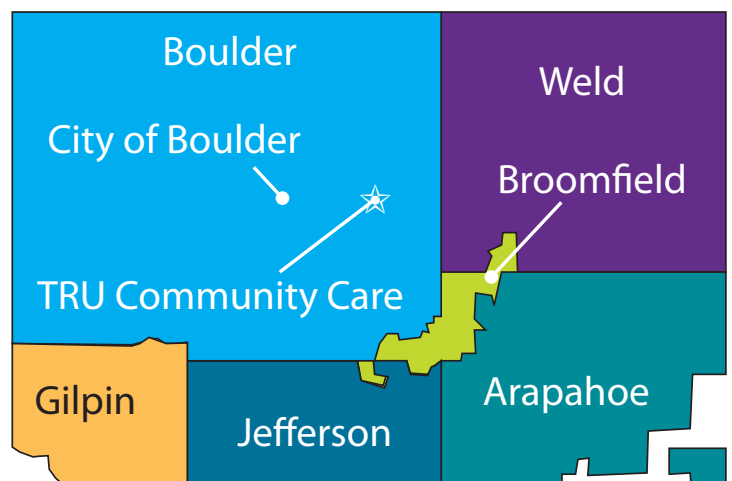 Boulder
Weld
City of Boulder
Broomfield
TRU Community Care
Gilpin
Arapahoe
Jefferson